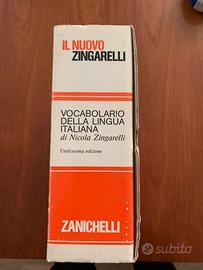 IL NUOVO
ZINGARELLI
VOCABOLARIO
DELLA LINGUA
ITALIANA
di Nicola Zingarelli
Undicesima edizione
ZANICHELLI
subito